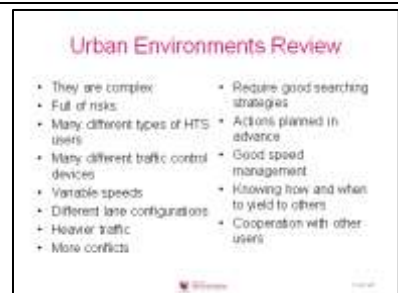 Urban Environments Review
• They are complex
• Full of risks
• Many different types of HTS
users
• Many different traffic control
devices
• Variable speeds
• Different lane configurations
• Heavier traffic
• More conflicts
• Require good searching
strategies
• Actions planned in
advance
• Good speed
management
• Knowing how and when
to yield to others
• Cooperation with other
users